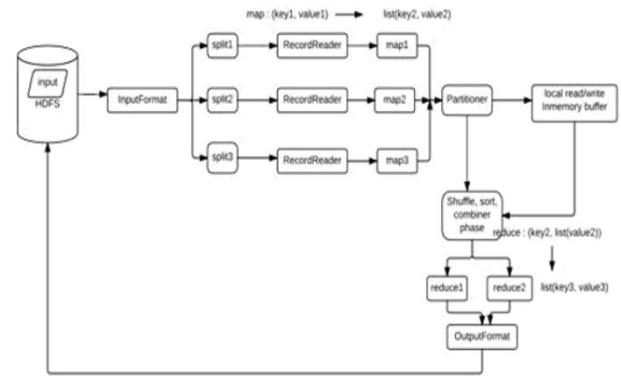 map : (key1, value1) list(key2, value2)
split1 RecordReader map1
input
HDFS
InputFormat
split2 RecordReader map2
Partitioner
local read/write
Inmemory buffer
split3 RecordReader map3
Shuffle, sort,
combiner
phase
reduce : (key2, list(value2))
reduce1 reduce2 list(key3, value3)
OutputFormat